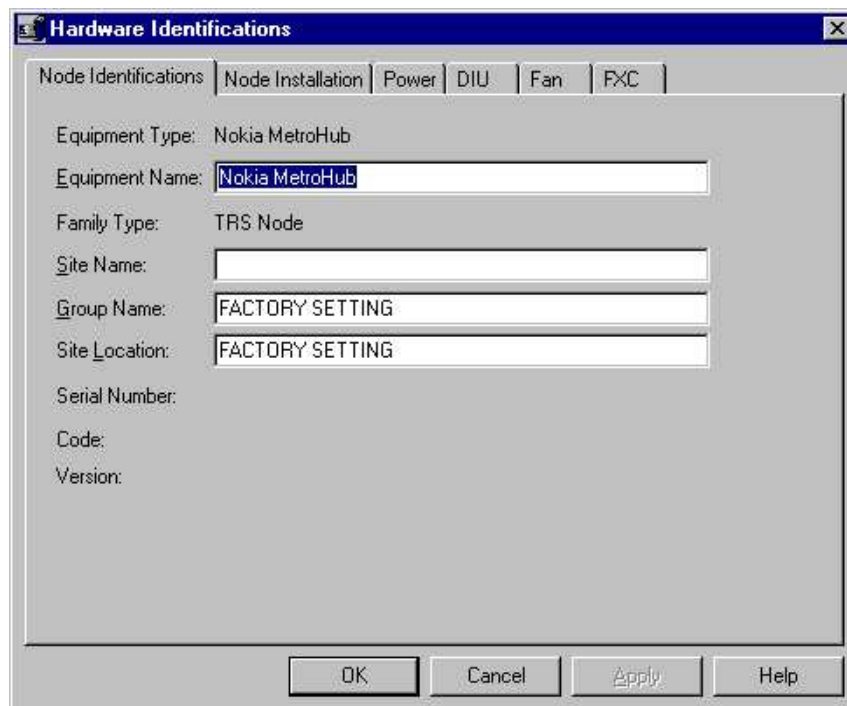 Hardware Identifications
Node Identifications Node Installation Power DIU Fan FXC
Equipment Type: Nokia MetroHub
Equipment Name: Nokia MetroHub
Family Type: TRS Node
Site Name:
Group Name: FACTORY SETTING
Site Location: FACTORY SETTING
Serial Number:
Code:
Version:
OK Cancel Apply Help